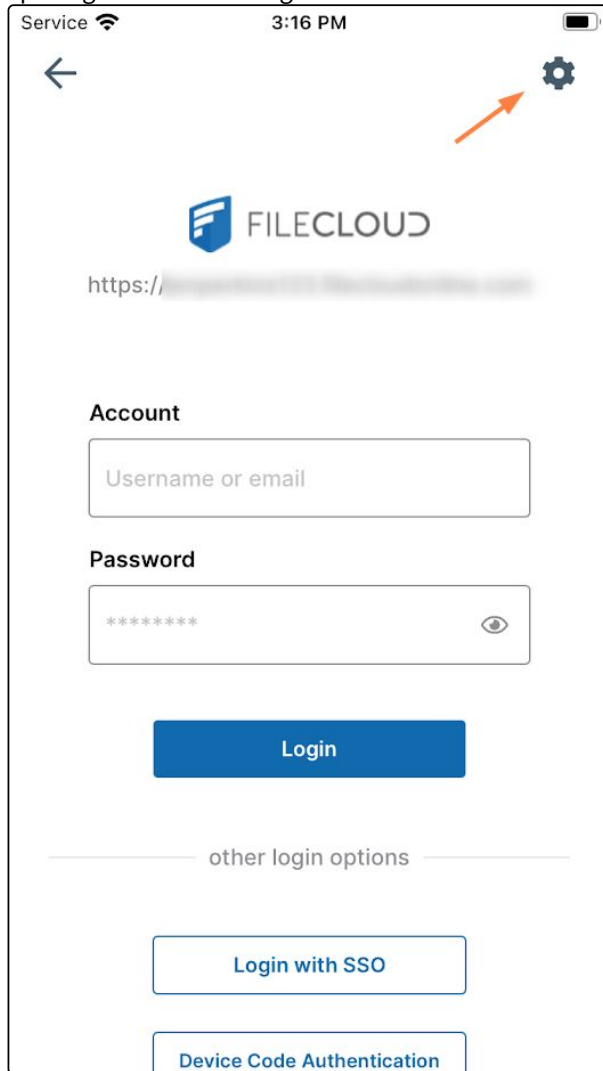 Service
3:16 PM
FILECLOUD
https:/
Account
Username or email
Password
********
Login
other login options
Login with SSO
Device Code Authentication